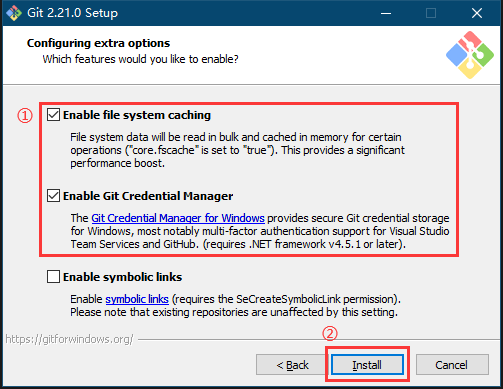 Git 2.21.0 Setup
Configuring extra options
Which features would you like to enable?
① Enable file system caching
File system data will be read in bulk and cached in memory for certain
operations ("core.fscache" is set to "true"). This provides a significant
performance boost.
Enable Git Credential Manager
The Git Credential Manager for Windows provides secure Git credential storage
for Windows, most notably multi-factor authentication support for Visual Studio
Team Services and GitHub. (requires .NET framework v4.5.1 or later).
Enable symbolic links
Enable symbolic links (requires the SeCreateSymbolicLink permission).
Please note that existing repositories are unaffected by this setting.
②
https://gitforwindows.org/
< Back Install Cancel